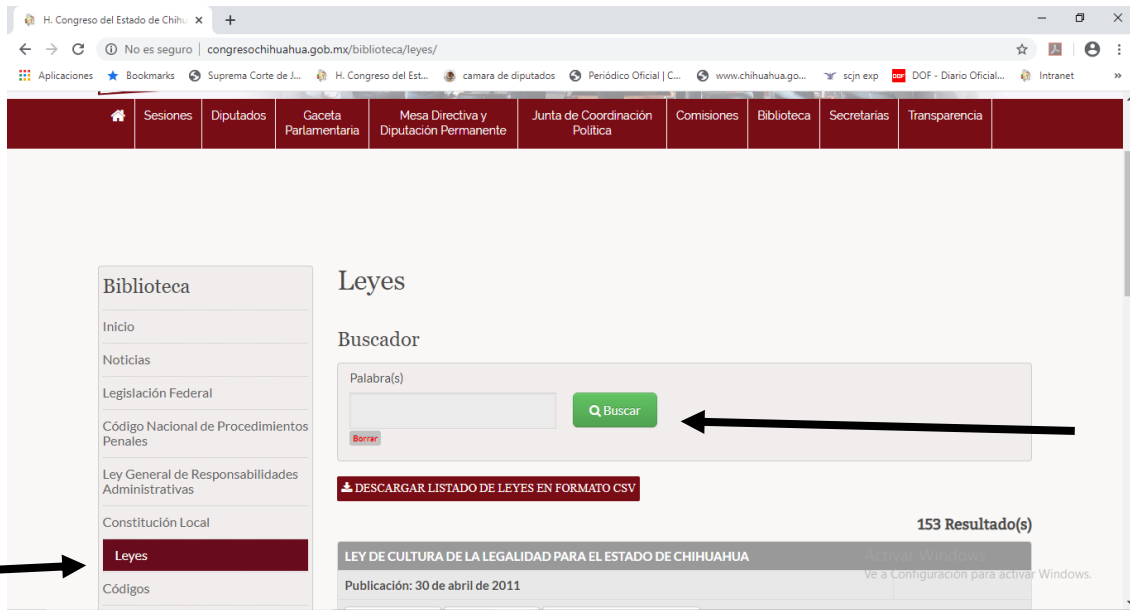 H. Congreso del Estado de Chihu
No es seguro | congresochihuahua.gob.mx/biblioteca/leyes/
Aplicaciones Bookmarks Suprema Corte de J... H. Congreso del Est... camara de diputados Periódico Oficial | C... www.chihuahua.go... scjn exp DOF - Diario Oficial... Intranet »
Sesiones Diputados Gaceta Parlamentaria Mesa Directiva y Diputación Permanente Junta de Coordinación Política Comisiones Biblioteca Secretarias Transparencia
Biblioteca
Inicio
Noticias
Legislación Federal
Código Nacional de Procedimientos
Penales
Ley General de Responsabilidades
Administrativas
Constitución Local
Leyes
Códigos
Leyes
Buscador
Palabra(s)
Buscar
Borrar
DESCARGAR LISTADO DE LEYES EN FORMATO CSV
153 Resultado(s)
LEY DE CULTURA DE LA LEGALIDAD PARA EL ESTADO DE CHIHUAHUA
Publicación: 30 de abril de 2011
Activar Windows
Ve a Configuración para activar Windows.